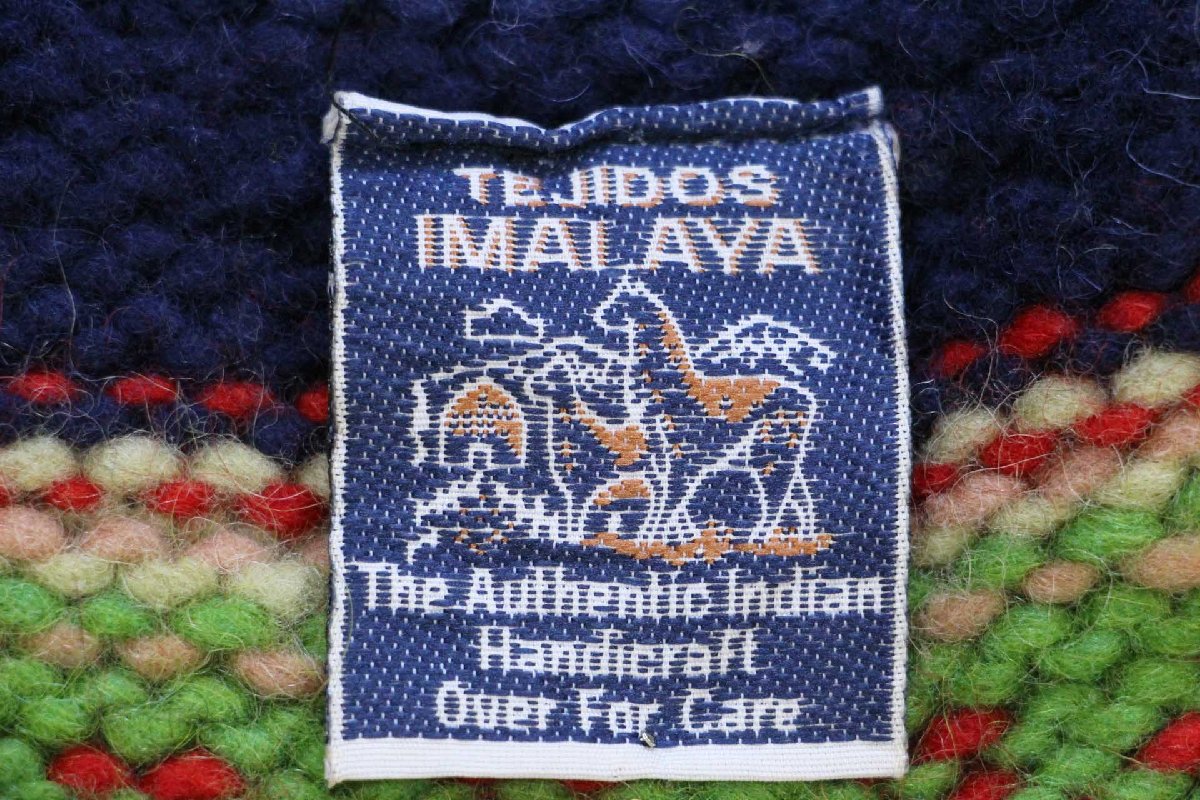 TEJIDOS
IMALAYA
The Authentic Indian
Handicraft
Over For Care